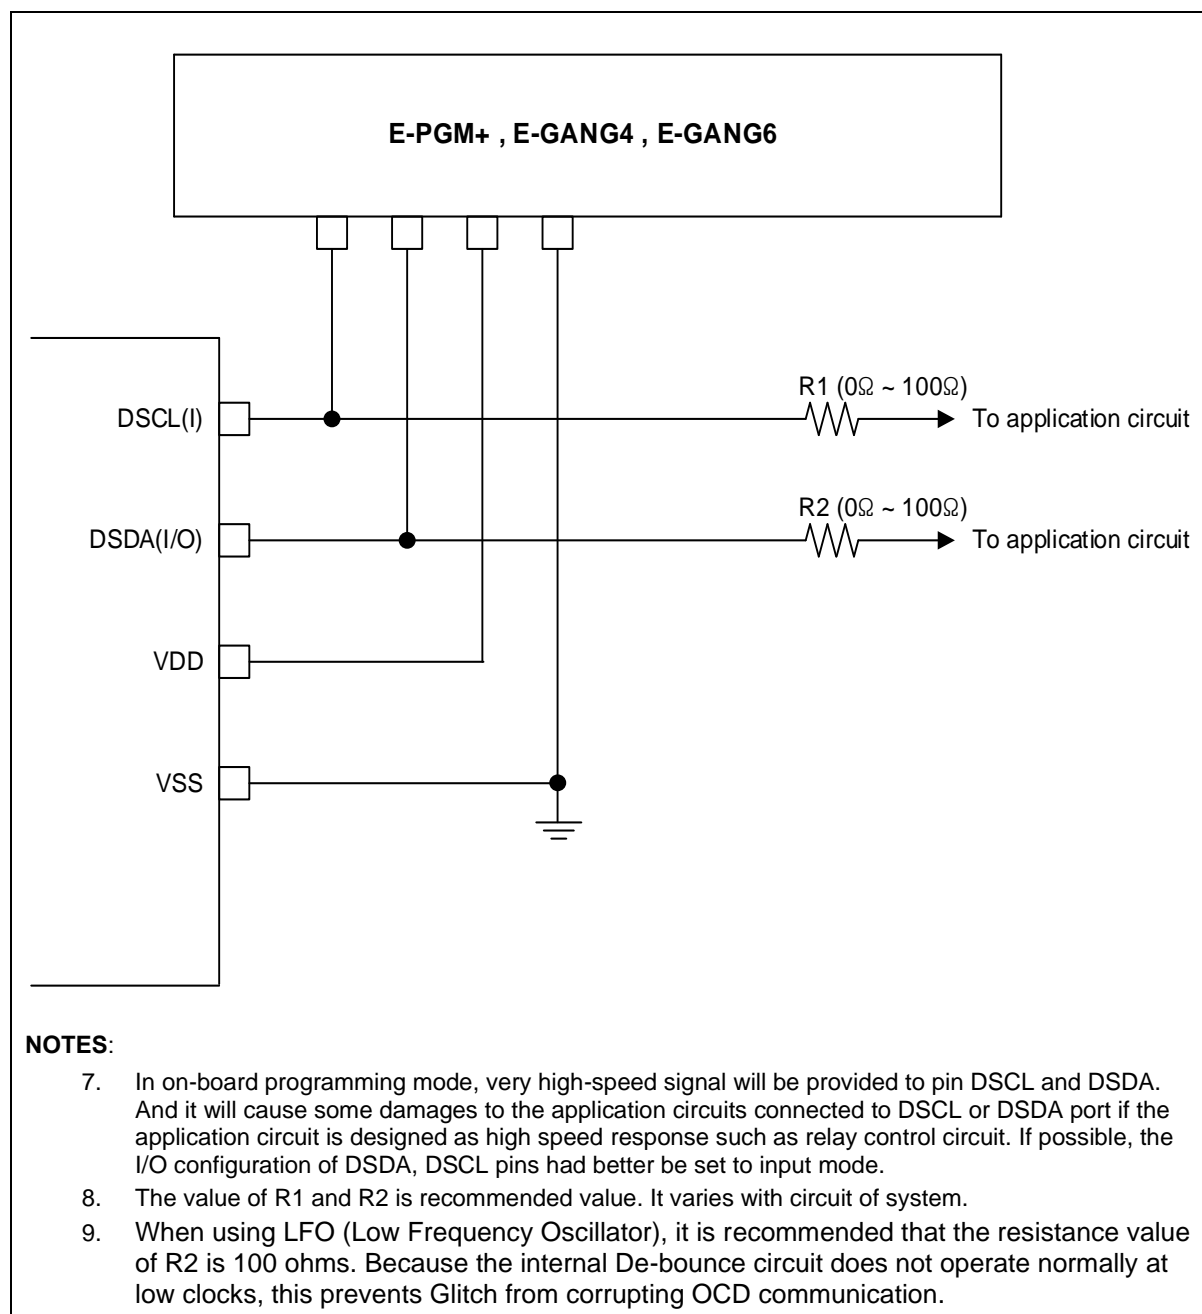 E-PGM+ , E-GANG4 , E-GANG6
R1 (0Ω ~ 100Ω)
DSCL(I)
To application circuit
R2 (0Ω ~ 100Ω)
DSDA(I/O)
To application circuit
VDD
VSS
NOTES:
7. In on-board programming mode, very high-speed signal will be provided to pin DSCL and DSDA.
And it will cause some damages to the application circuits connected to DSCL or DSDA port if the
application circuit is designed as high speed response such as relay control circuit. If possible, the
I/O configuration of DSDA, DSCL pins had better be set to input mode.
8. The value of R1 and R2 is recommended value. It varies with circuit of system.
9. When using LFO (Low Frequency Oscillator), it is recommended that the resistance value
of R2 is 100 ohms. Because the internal De-bounce circuit does not operate normally at
low clocks, this prevents Glitch from corrupting OCD communication.